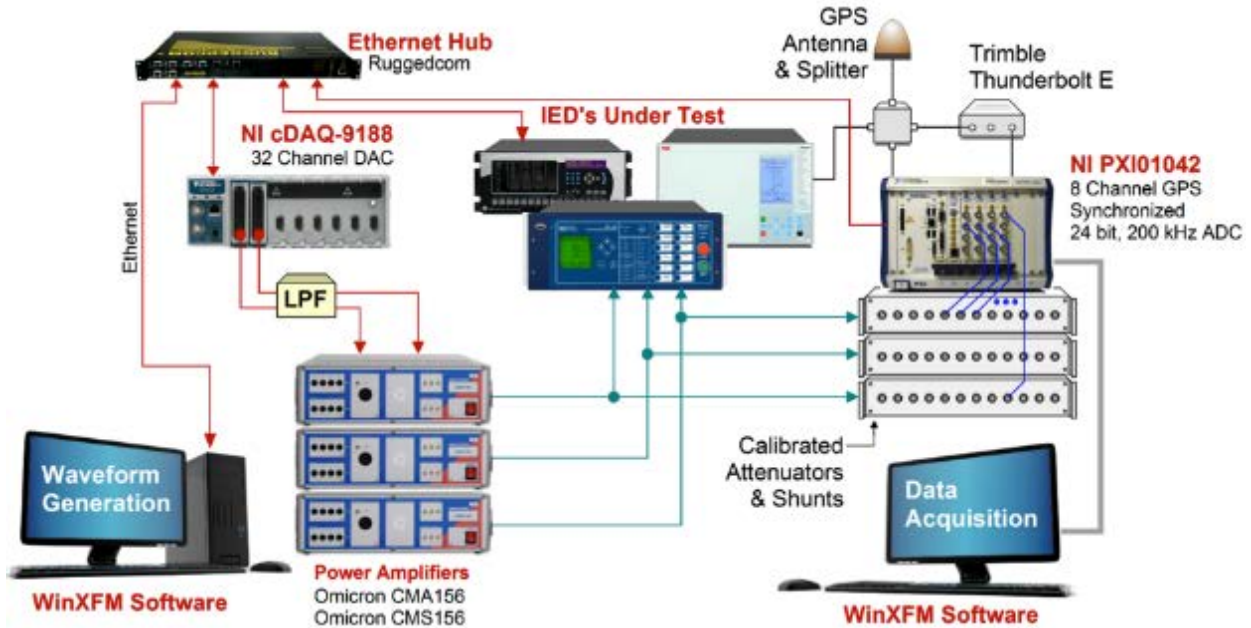 Ethernet Hub
Ruggedcom
GPS
Antenna
& Splitter
Trimble
Thunderbolt E
IED's Under Test
NI cDAQ-9188
32 Channel DAC
NI PXI01042
8 Channel GPS
Synchronized
24 bit, 200 kHz ADC
Ethernet
LPF
Calibrated
Attenuators
& Shunts
Waveform
Generation
Data
Acquisition
Power Amplifiers
Omicron CMA156
Omicron CMS156
WinXFM Software
WinXFM Software